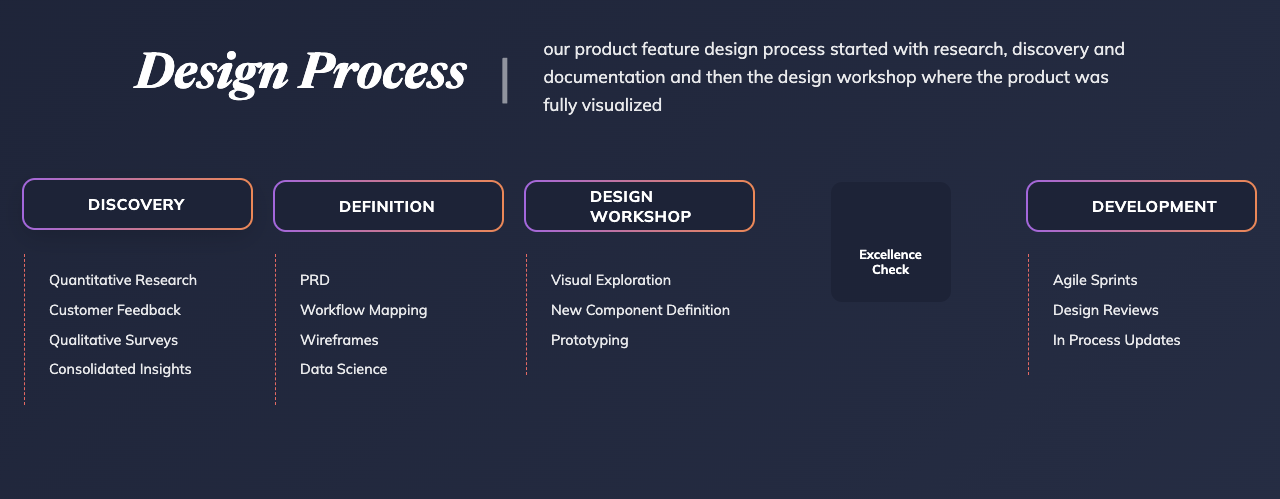 Design Process
our product feature design process started with research, discovery and
documentation and then the design workshop where the product was
fully visualized
DISCOVERY
Quantitative Research
Customer Feedback
Qualitative Surveys
Consolidated Insights
DEFINITION
PRD
Workflow Mapping
Wireframes
Data Science
DESIGN
WORKSHOP
Visual Exploration
New Component Definition
Prototyping
Excellence
Check
DEVELOPMENT
Agile Sprints
Design Reviews
In Process Updates